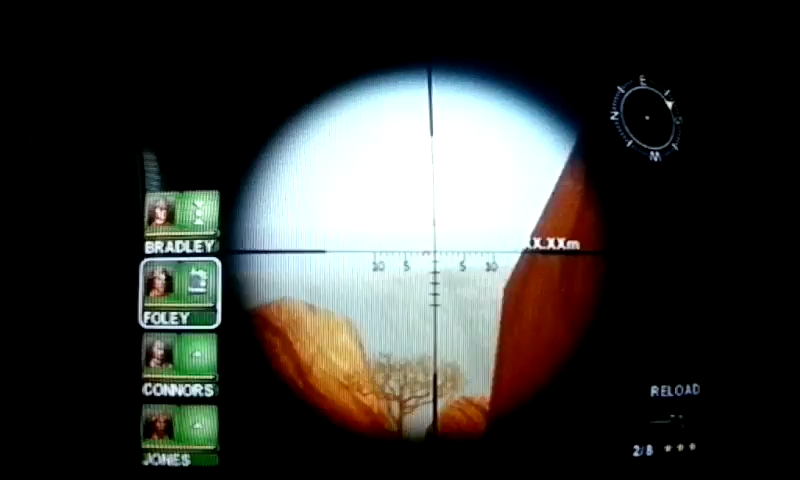 E
N
S
W
BRADLEY
XX.XXm
10 5 5 10
FOLEY
CONNORS
RELOAD
2/8 ***
JONES